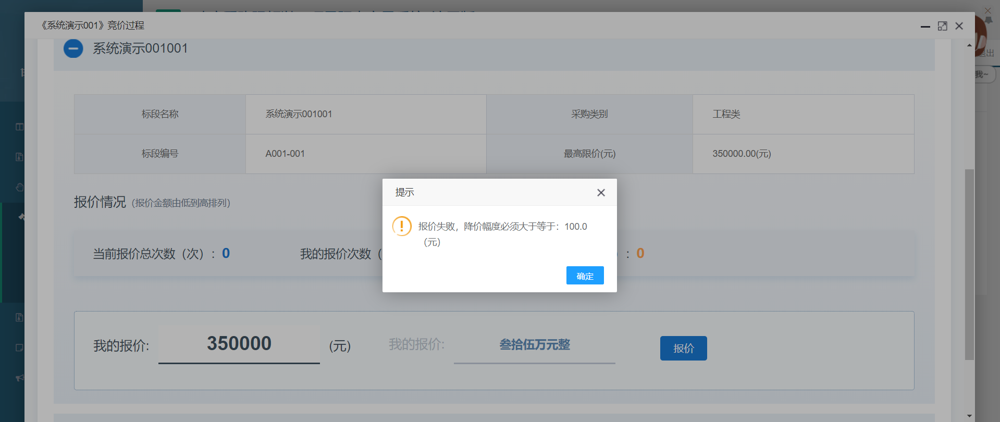 《系统演示001》竞价过程
退出
我~
系统演示001001
标段名称
系统演示001001
采购类别
工程类
标段编号
A001-001
最高限价(元)
350000.00(元)
报价情况（报价金额由低到高排列）
当前报价总次数（次）：0
我的报价次数（
：0
提示
报价失败，降价幅度必须大于等于：100.0
（元）
确定
我的报价:
350000
(元)
我的报价:
叁拾伍万元整
报价